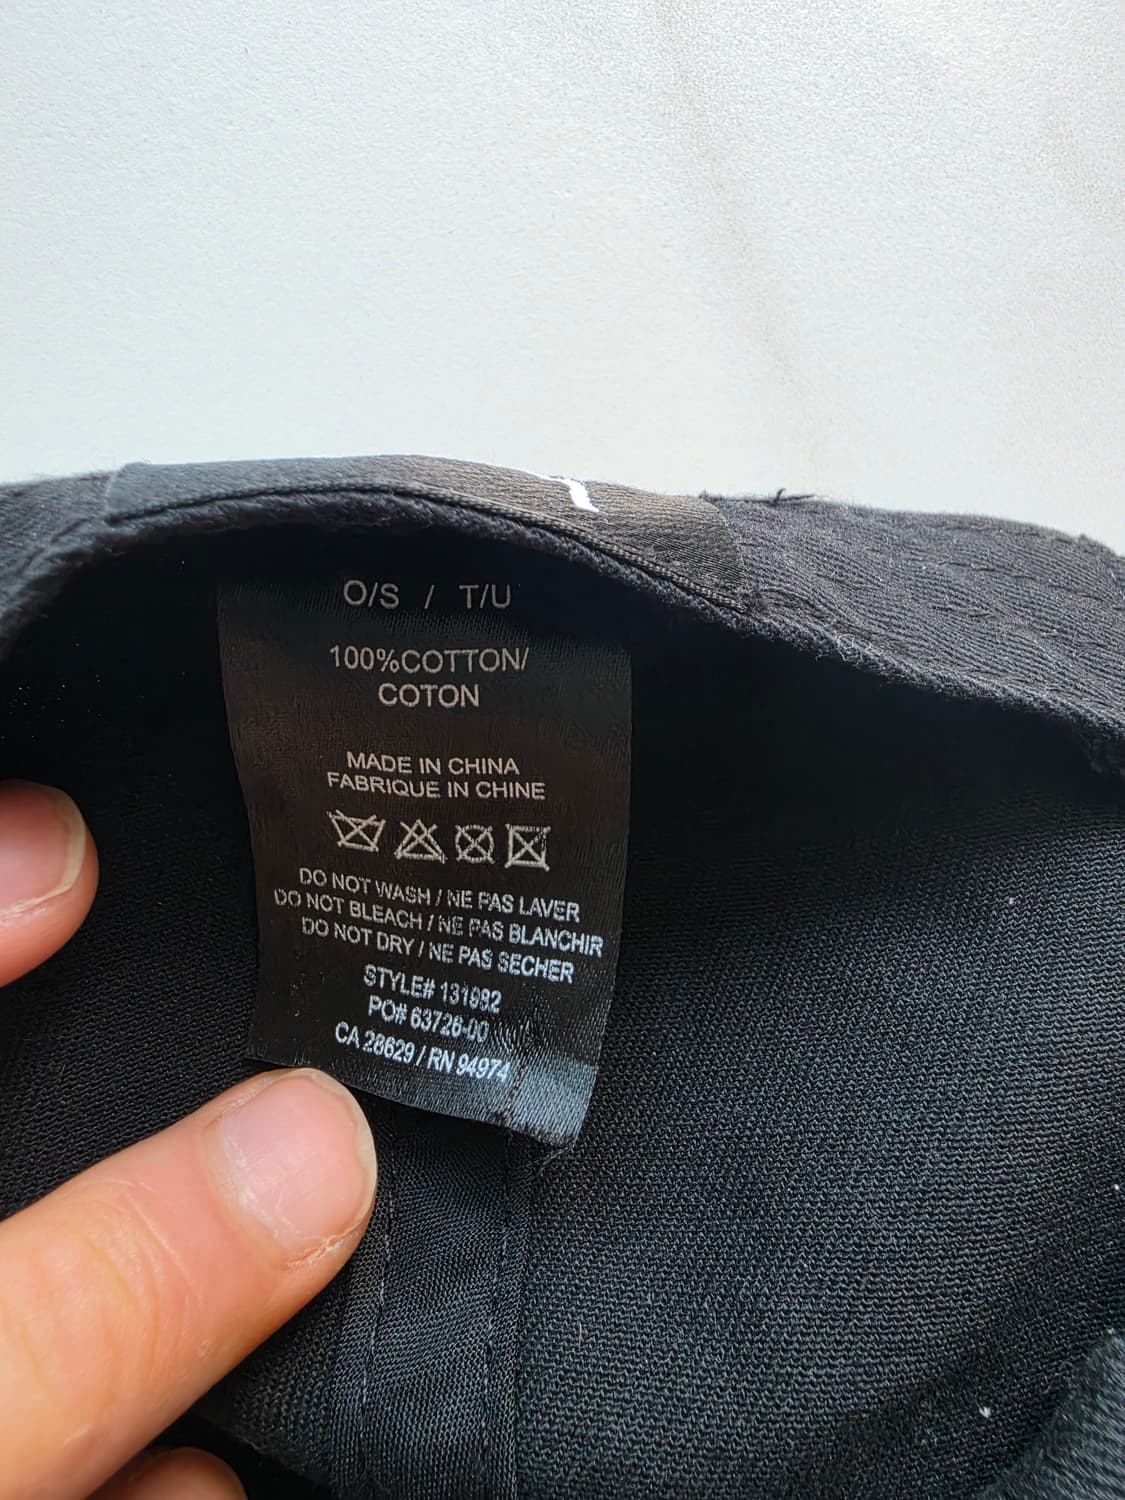 O/S / T/U
100%COTTON/
COTON
MADE IN CHINA
FABRIQUE IN CHINE
DO NOT WASH / NE PAS LAVER
DO NOT BLEACH / NE PAS BLANCHIR
DO NOT DRY / NE PAS SECHER
STYLE# 131982
PO# 63726-00
CA 28629 / RN 94974